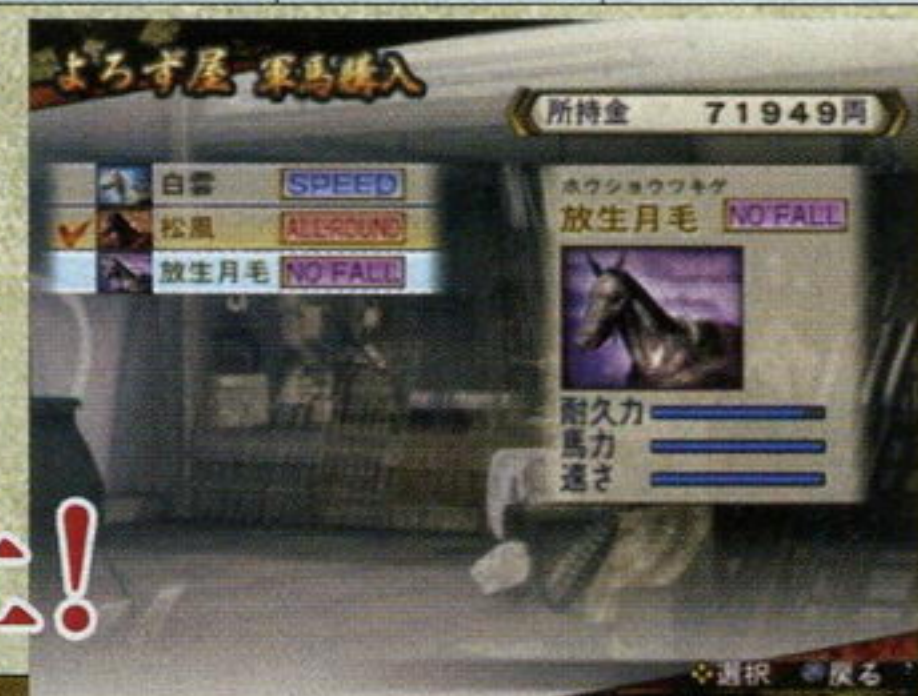 よろず屋 軍馬購入
所持金 71949両
白雲 SPEED
松風 ALL-ROUND
放生月毛 NO FALL
ホウショウツキゲ
放生月毛 NO FALL
耐久力
馬力
速さ
!
選択 戻る